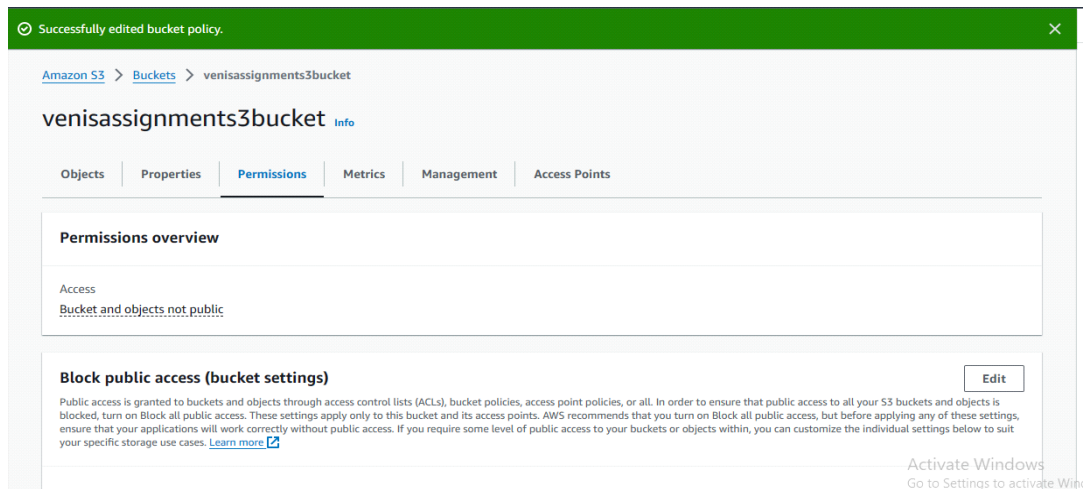 Successfully edited bucket policy.
Amazon S3 > Buckets > venisassignments3bucket
venisassignments3bucket Info
Objects Properties Permissions Metrics Management Access Points
Permissions overview
Access
Bucket and objects not public
Block public access (bucket settings)
Edit
Public access is granted to buckets and objects through access control lists (ACLs), bucket policies, access point policies, or all. In order to ensure that public access to all your S3 buckets and objects is
blocked, turn on Block all public access. These settings apply only to this bucket and its access points. AWS recommends that you turn on Block all public access, but before applying any of these settings,
ensure that your applications will work correctly without public access. If you require some level of public access to your buckets or objects within, you can customize the individual settings below to suit
your specific storage use cases. Learn more
Activate Windows
Go to Settings to activate Win